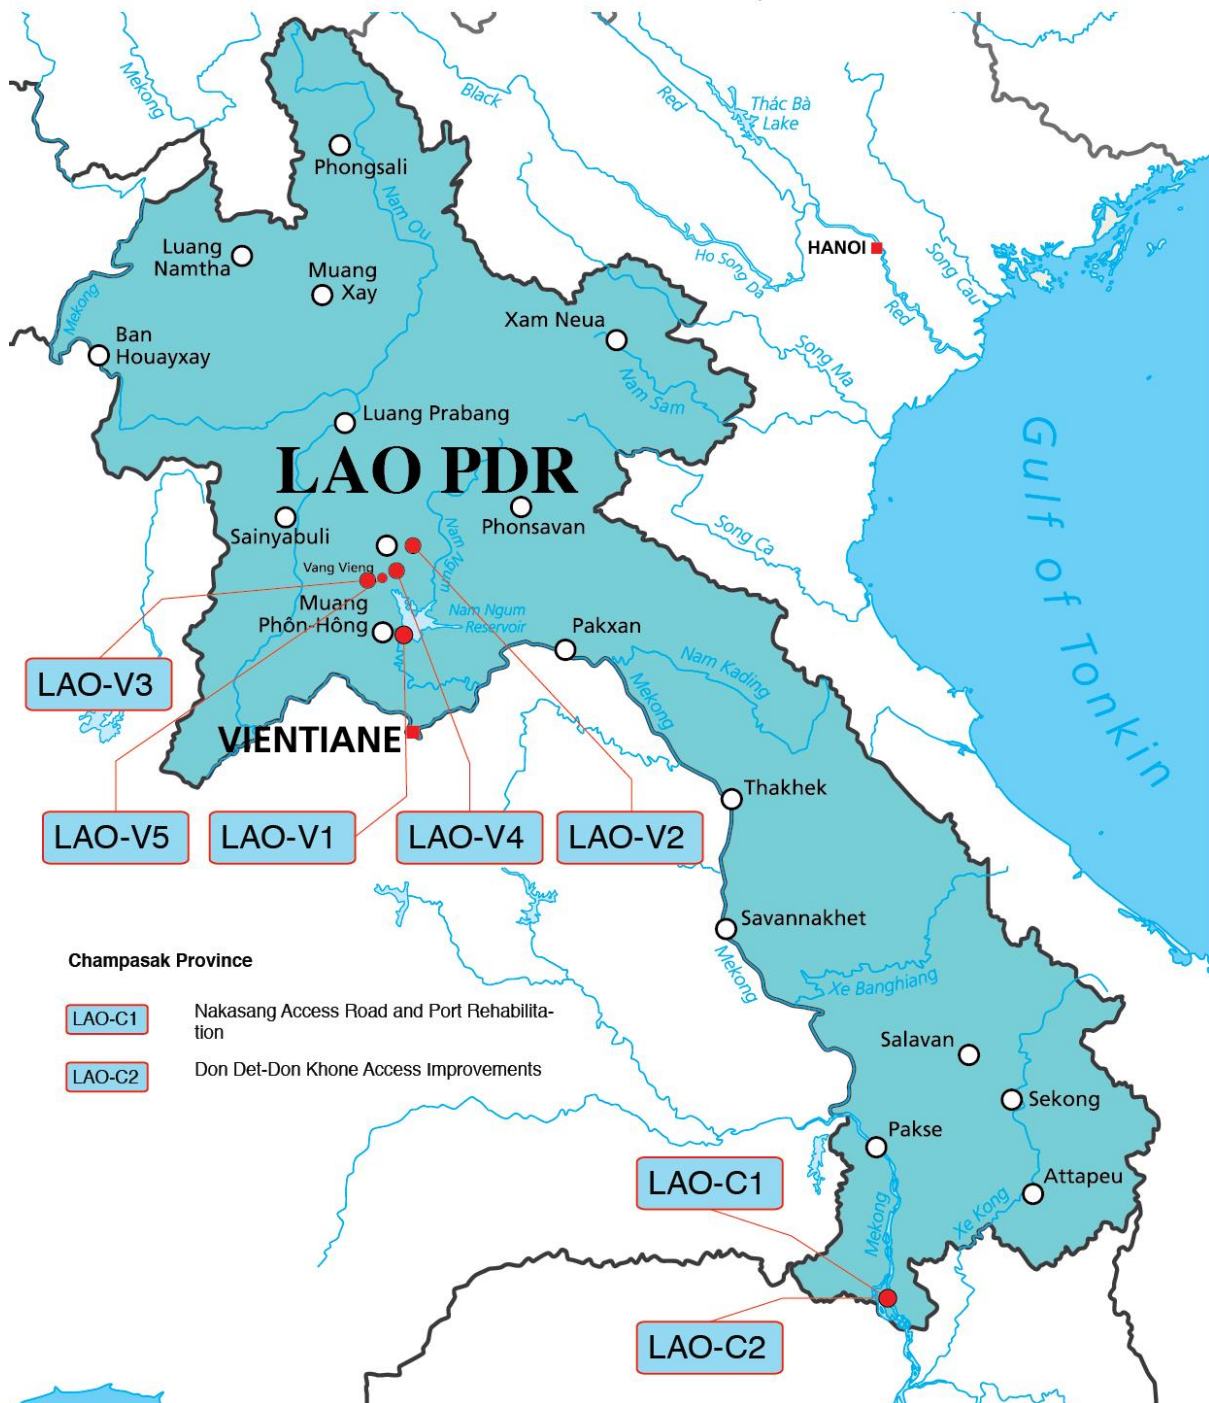 Mekong
Black
Red
Thác Bà
Lake
Phongsali
Nam Ou
Luang
Namtha
Muang
Xay
Ho Song Da
HANOI
Song Cau
Red
Mekong
Ban
Houayxay
Xam Neua
Song Ma
Nam Sam
Luang Prabang
LAO PDR
Gulf of Tonkin
Sainyabuli
Phonsavan
Nam Ngum
Song Ca
Vang Vieng
Muang
Phôn-Hông
Nam Ngum
Reservoir
Pakxan
Nam Kading
Mekong
LAO-V3
VIENTIANE
Thakhek
LAO-V5
LAO-V1
LAO-V4
LAO-V2
Savannakhet
Mekong
Xe Banghiang
Champasak Province
LAO-C1
Nakasang Access Road and Port Rehabilita-
tion
LAO-C2
Don Det-Don Khone Access Improvements
Salavan
Sekong
Pakse
Attapeu
LAO-C1
Mekong
Xe Kong
LAO-C2